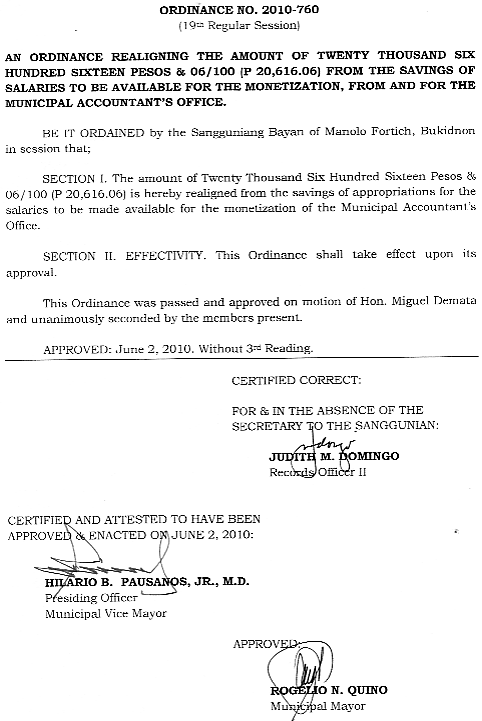 ORDINANCE NO. 2010-760
(19th Regular Session)
AN ORDINANCE REALIGNING THE AMOUNT OF TWENTY THOUSAND SIX
HUNDRED SIXTEEN PESOS & 06/100 (P 20,616.06) FROM THE SAVINGS OF
SALARIES TO BE AVAILABLE FOR THE MONETIZATION, FROM AND FOR THE
MUNICIPAL ACCOUNTANT'S OFFICE.
BE IT ORDAINED by the Sangguniang Bayan of Manolo Fortich, Bukidnon
in session that;
SECTION I. The amount of Twenty Thousand Six Hundred Sixteen Pesos &
06/100 (P 20,616.06) is hereby realigned from the savings of appropriations for the
salaries to be made available for the monetization of the Municipal Accountant's
Office.
SECTION II. EFFECTIVITY. This Ordinance shall take effect upon its
approval.
This Ordinance was passed and approved on motion of Hon. Miguel Demata
and unanimously seconded by the members present.
APPROVED: June 2, 2010. Without 3rd Reading.
CERTIFIED CORRECT:
FOR & IN THE ABSENCE OF THE
SECRETARY TO THE SANGGUNIAN:
JUDITH M. DOMINGO
Records Officer II
CERTIFIED AND ATTESTED TO HAVE BEEN
APPROVED & ENACTED ON JUNE 2, 2010:
HILARIO B. PAUSANOS, JR., M.D.
Presiding Officer
Municipal Vice Mayor
APPROVED:
ROGELIO N. QUINO
Municipal Mayor